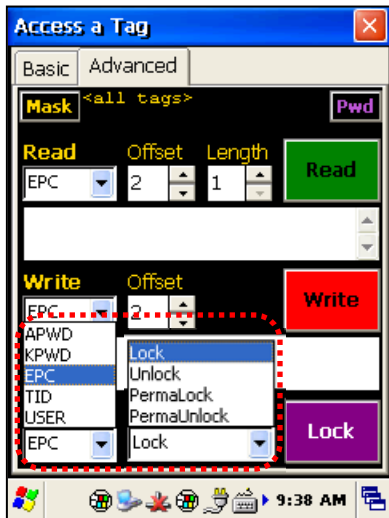 Access a Tag
Basic Advanced
Mask <all tags> Pwd
Read Offset Length
EPC 2 1 Read
Write Offset
EPC 2 Write
APWD
KPWD Lock
EPC Unlock
TID PermaLock
USER PermaUnlock
EPC Lock Lock
9:38 AM